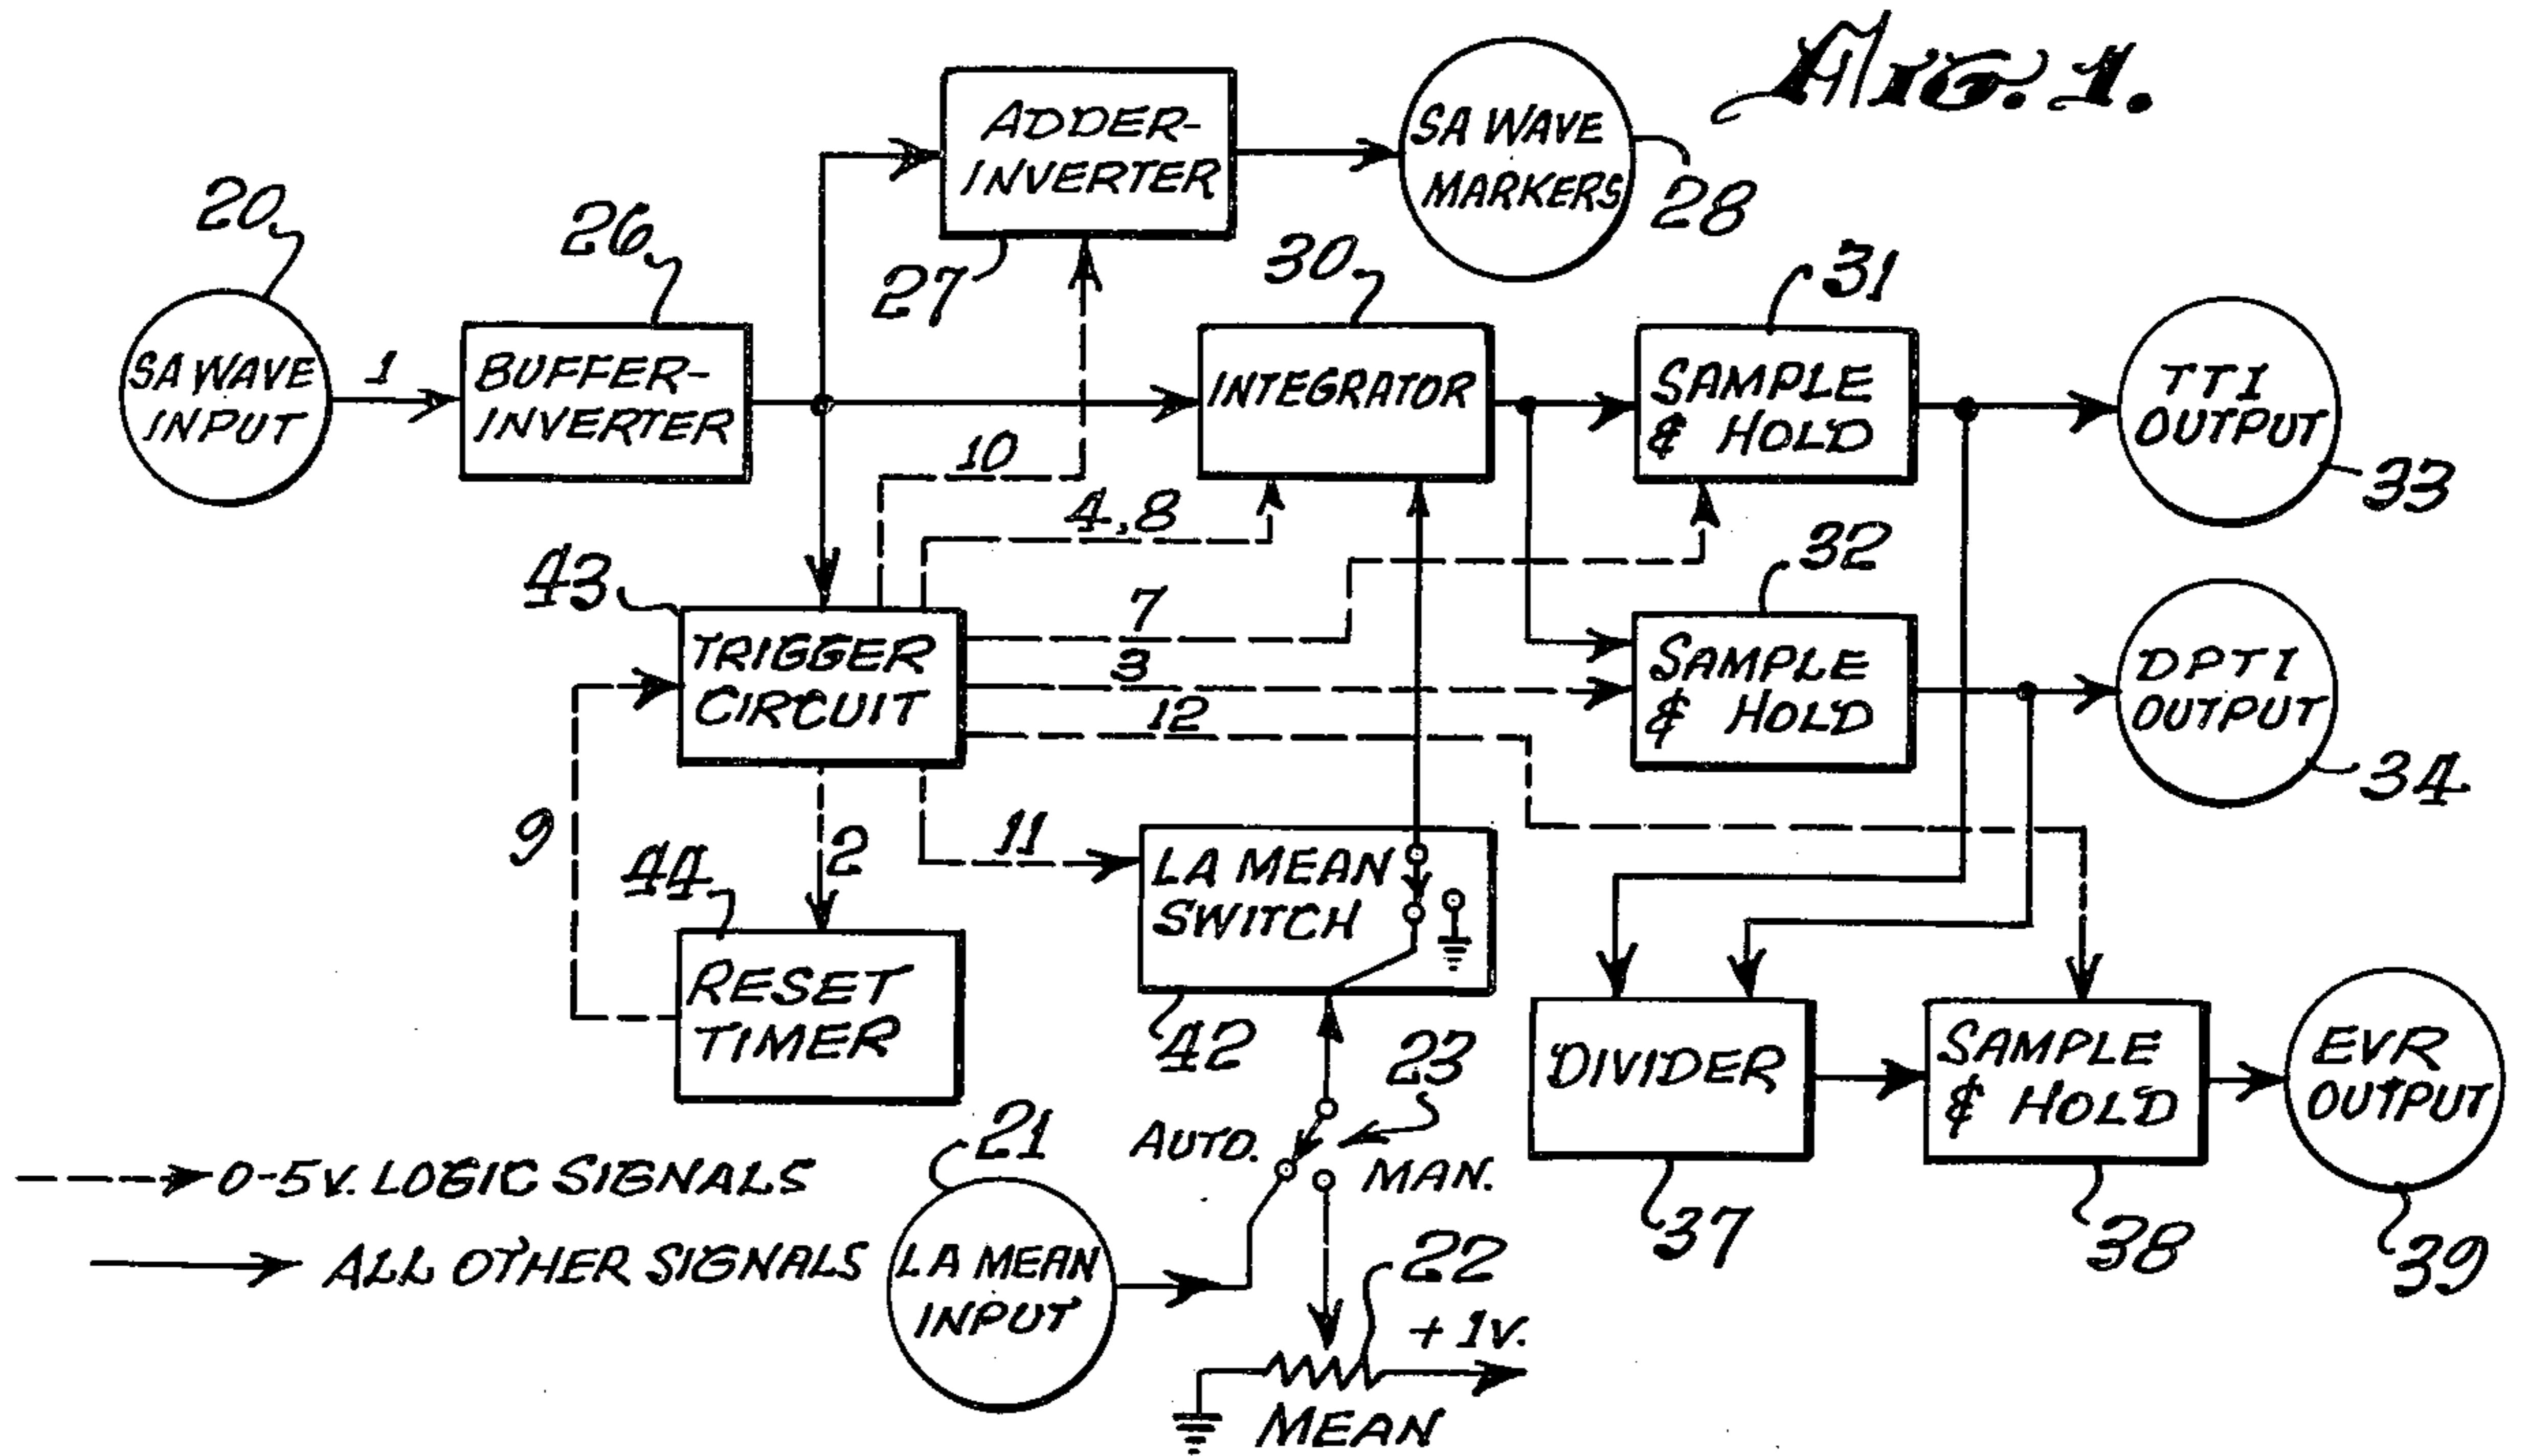 FIG. 1.
ADDER-
INVERTER
27
SA WAVE
MARKERS
28
20
SA WAVE
INPUT
1
26
BUFFER-
INVERTER
30
INTEGRATOR
31
SAMPLE
& HOLD
TTI
OUTPUT
33
10
4,8
7
3
12
43
TRIGGER
CIRCUIT
32
SAMPLE
& HOLD
DPTI
OUTPUT
34
9
2
11
44
RESET
TIMER
LA MEAN
SWITCH
42
DIVIDER
37
SAMPLE
& HOLD
38
EVR
OUTPUT
39
23
AUTO.
MAN.
21
LA MEAN
INPUT
22
+1V.
MEAN
0-5V. LOGIC SIGNALS
ALL OTHER SIGNALS